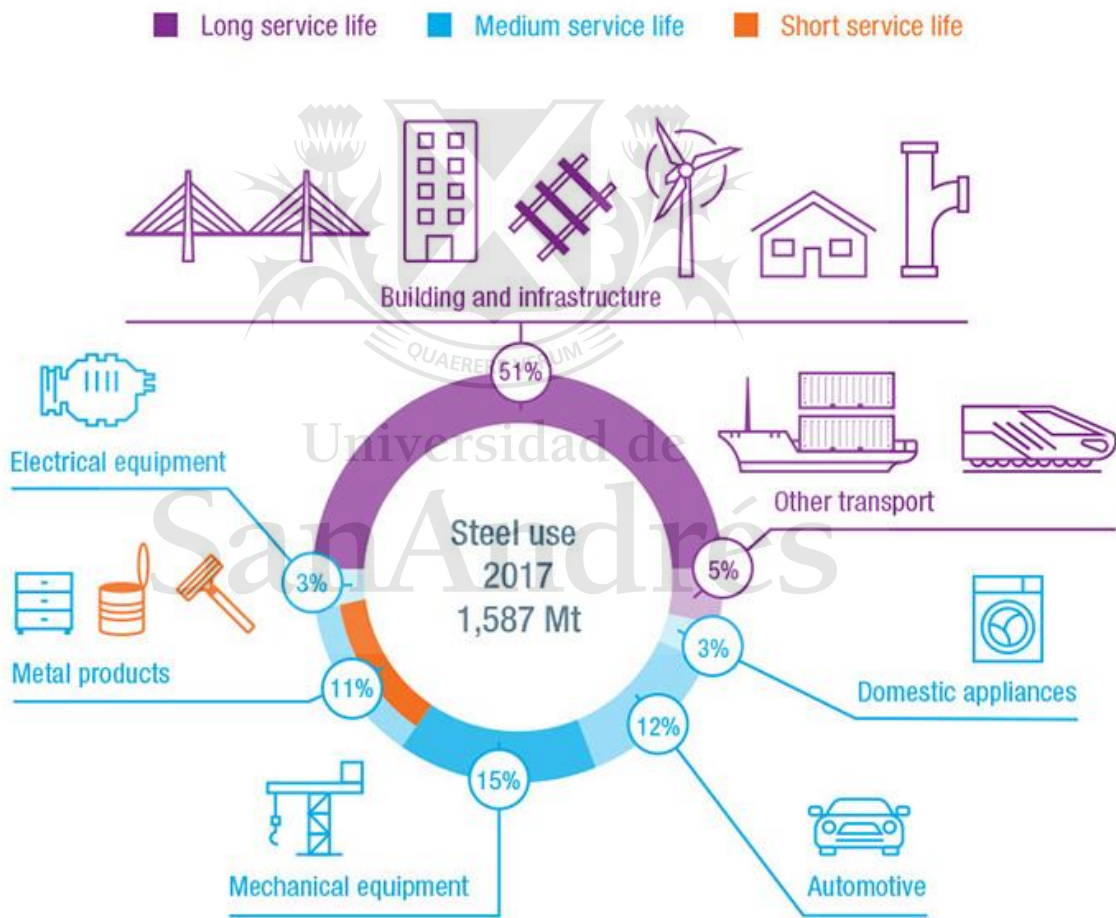 Long service life
Medium service life
Short service life
Building and infrastructure
QUAERERE VERUM
51%
Electrical equipment
Universidad de
SanAndrés
Other transport
Steel use
2017
1,587 Mt
5%
3%
Metal products
3%
Domestic appliances
11%
12%
15%
Mechanical equipment
Automotive